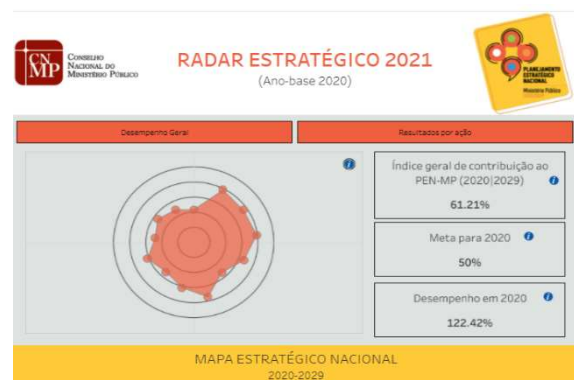 CN
MP
Conselho
Nacional do
Ministério Público
RADAR ESTRATÉGICO 2021
(Ano-base 2020)
PLANEJAMENTO
ESTRATÉGICO
NACIONAL
Ministério Público
Desempenho Geral
Resultados por ação
Índice geral de contribuição ao
PEN-MP (2020|2029)
61.21%
Meta para 2020
50%
Desempenho em 2020
122.42%
MAPA ESTRATÉGICO NACIONAL
2020-2029